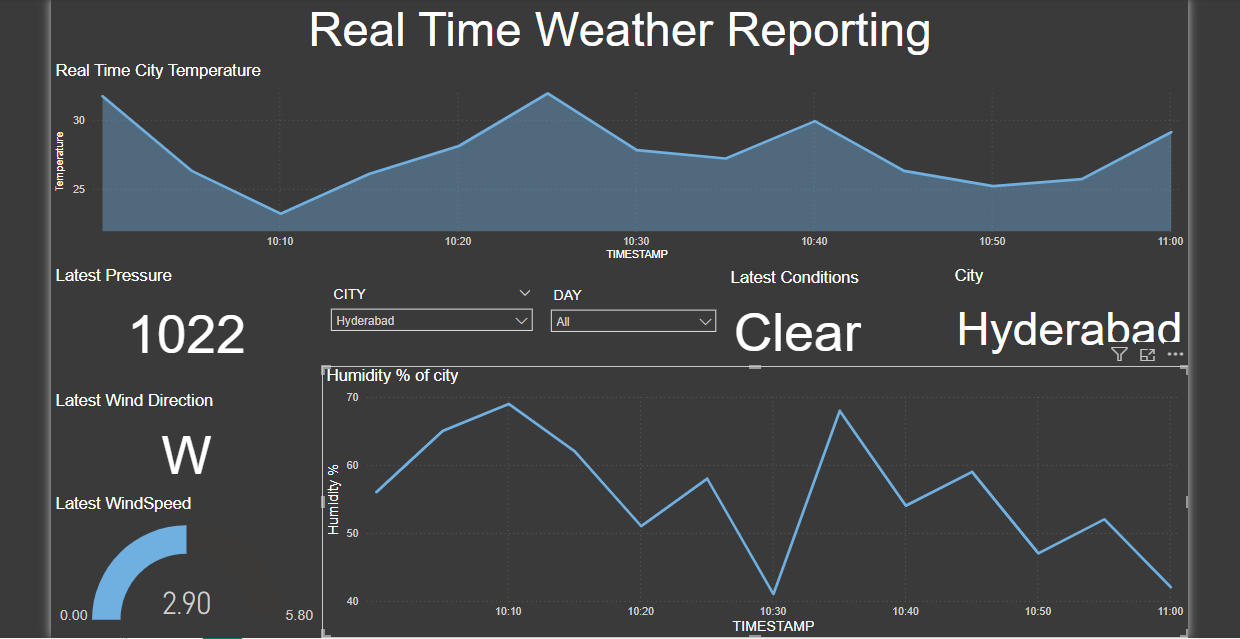 Real Time Weather Reporting
Real Time City Temperature
30
25
Temperature
10:10 10:20 10:30 10:40 10:50 11:00
TIMESTAMP
Latest Pressure
1022
CITY
Hyderabad
DAY
All
Latest Conditions
Clear
City
Hyderabad
Latest Wind Direction
W
Latest WindSpeed
2.90
0.00 5.80
Humidity % of city
70
60
50
40
Humidity %
10:10 10:20 10:30 10:40 10:50 11:00
TIMESTAMP